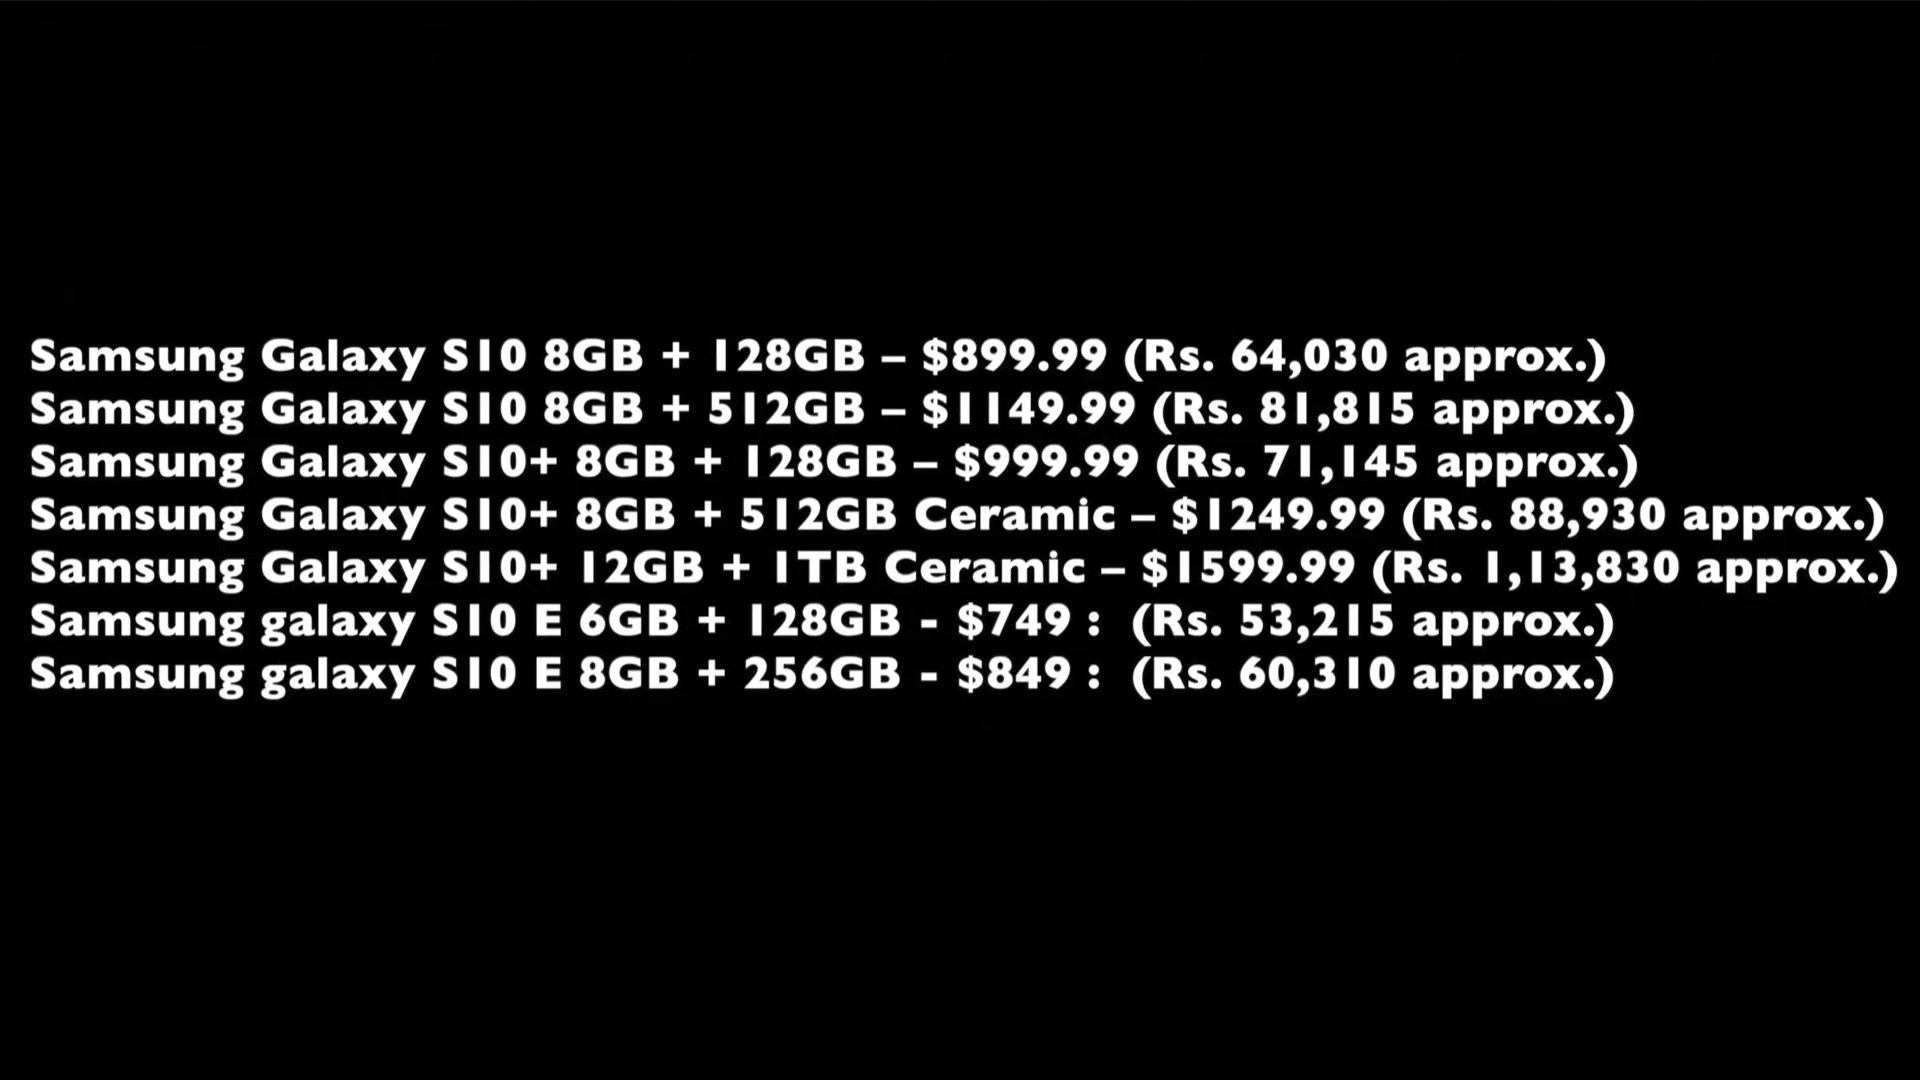 Samsung Galaxy S10 8GB + 128GB – $899.99 (Rs. 64,030 approx.)
Samsung Galaxy S10 8GB + 512GB – $1149.99 (Rs. 81,815 approx.)
Samsung Galaxy S10+ 8GB + 128GB – $999.99 (Rs. 71,145 approx.)
Samsung Galaxy S10+ 8GB + 512GB Ceramic – $1249.99 (Rs. 88,930 approx.)
Samsung Galaxy S10+ 12GB + 1TB Ceramic – $1599.99 (Rs. 1,13,830 approx.)
Samsung galaxy S10 E 6GB + 128GB - $749 :  (Rs. 53,215 approx.)
Samsung galaxy S10 E 8GB + 256GB - $849 :  (Rs. 60,310 approx.)